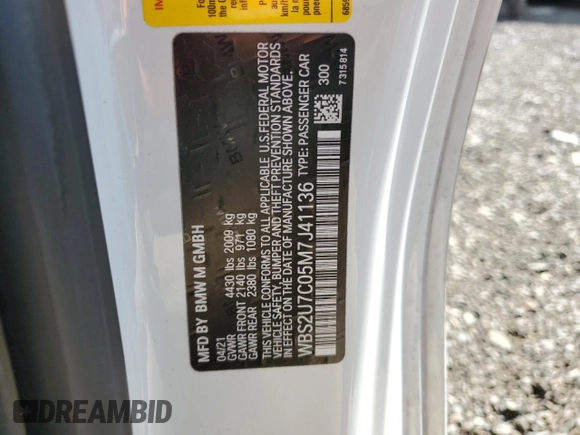 MFD BY BMW M GMBH
04/21
GVWR 4430 lbs 2009 kg
GAWR FRONT 2140 lbs 971 kg
GAWR REAR 2380 lbs 1080 kg
THIS VEHICLE CONFORMS TO ALL APPLICABLE U.S.FEDERAL MOTOR
VEHICLE SAFETY, BUMPER AND THEFT PREVENTION STANDARDS
IN EFFECT ON THE DATE OF MANUFACTURE SHOWN ABOVE.
WBS2U7C05M7J41136 TYPE: PASSENGER CAR
300
7315814
DREAMBID